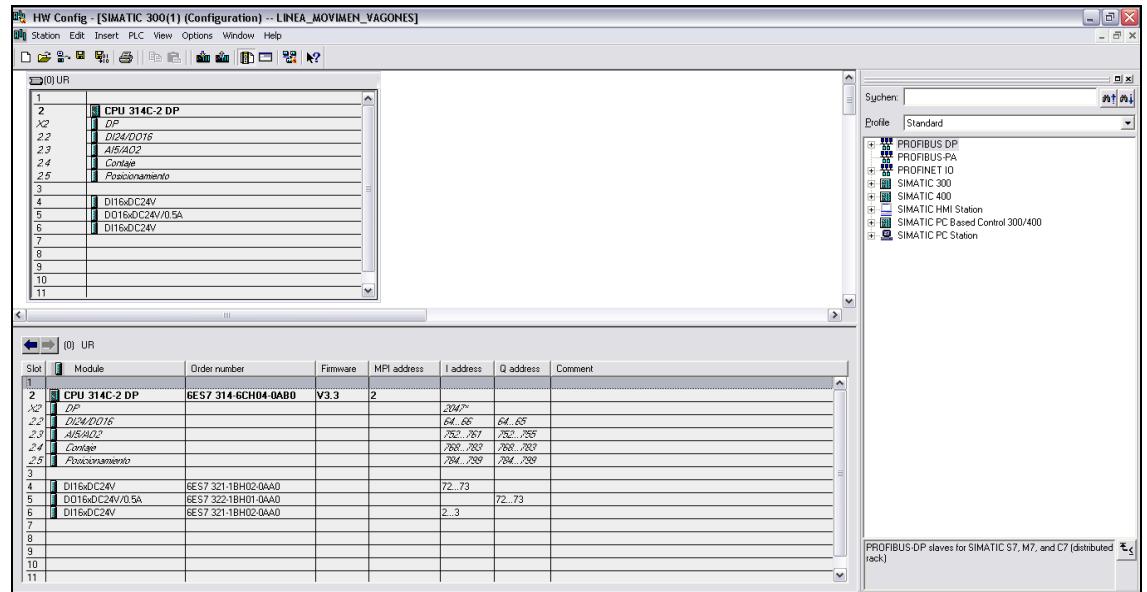 HW Config - [SIMATIC 300(1) (Configuration) -- LINEA_MOVIMEN_VAGONES]
Station Edit Insert PLC View Options Window Help
(0) UR
1
2 CPU 314C-2 DP
X2 DP
2.2 DI24/DO16
2.3 AI5/AO2
2.4 Contaje
2.5 Posicionamiento
3
4 DI16xDC24V
5 DO16xDC24V/0.5A
6 DI16xDC24V
7
8
9
10
11
Suchen:
Profile Standard
PROFIBUS DP
PROFIBUS-PA
PROFINET IO
SIMATIC 300
SIMATIC 400
SIMATIC HMI Station
SIMATIC PC Based Control 300/400
SIMATIC PC Station
(0) UR
Slot Module Order number Firmware MPI address I address Q address Comment
1
2 CPU 314C-2 DP 6ES7 314-6CH04-0AB0 V3.3 2
X2 DP 2047*
2.2 DI24/DO16 64...66 64...65
2.3 AI5/AO2 752...761 752...755
2.4 Contaje 768...783 768...783
2.5 Posicionamiento 784...799 784...799
3
4 DI16xDC24V 6ES7 321-1BH02-0AA0 72...73
5 DO16xDC24V/0.5A 6ES7 322-1BH01-0AA0 72...73
6 DI16xDC24V 6ES7 321-1BH02-0AA0 2...3
7
8
9
10
11
PROFIBUS-DP slaves for SIMATIC S7, M7, and C7 (distributed
rack)